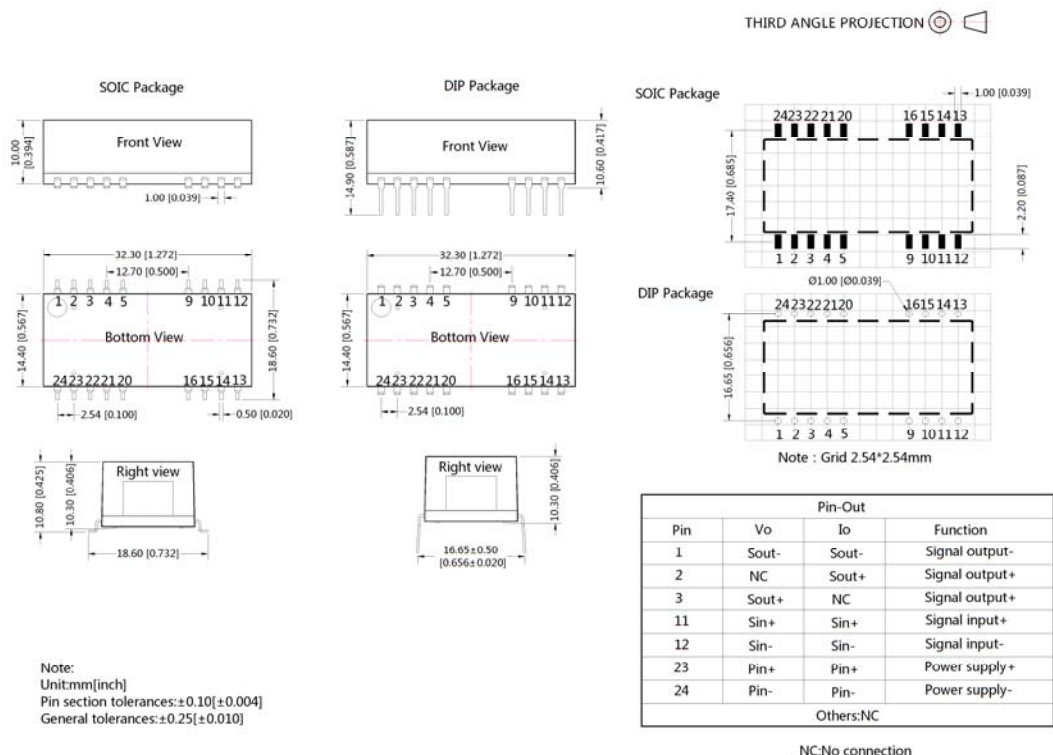 THIRD ANGLE PROJECTION
SOIC Package
Front View
10.00 [0.394]
1.00 [0.039]
DIP Package
Front View
14.90 [0.587]
10.60 [0.417]
32.30 [1.272]
12.70 [0.500]
1 2 3 4 5 9 10 11 12
Bottom View
14.40 [0.567]
18.60 [0.732]
24 23 22 21 20 16 15 14 13
2.54 [0.100]
0.50 [0.020]
32.30 [1.272]
12.70 [0.500]
1 2 3 4 5 9 10 11 12
Bottom View
14.40 [0.567]
24 23 22 21 20 16 15 14 13
2.54 [0.100]
Right view
10.80 [0.425]
10.30 [0.406]
18.60 [0.732]
Right view
10.30 [0.406]
16.65±0.50
[0.656±0.020]
Note:
Unit:mm[inch]
Pin section tolerances:±0.10[±0.004]
General tolerances:±0.25[±0.010]
SOIC Package
1.00 [0.039]
24 23 22 21 20 16 15 14 13
17.40 [0.685]
2.20 [0.087]
1 2 3 4 5 9 10 11 12
DIP Package
Ø1.00 [Ø0.039]
24 23 22 21 20 16 15 14 13
16.65 [0.656]
1 2 3 4 5 9 10 11 12
Note : Grid 2.54*2.54mm
Pin-Out
Pin Vo Io Function
1 Sout- Sout- Signal output-
2 NC Sout+ Signal output+
3 Sout+ NC Signal output+
11 Sin+ Sin+ Signal input+
12 Sin- Sin- Signal input-
23 Pin+ Pin+ Power supply+
24 Pin- Pin- Power supply-
Others:NC
NC:No connection